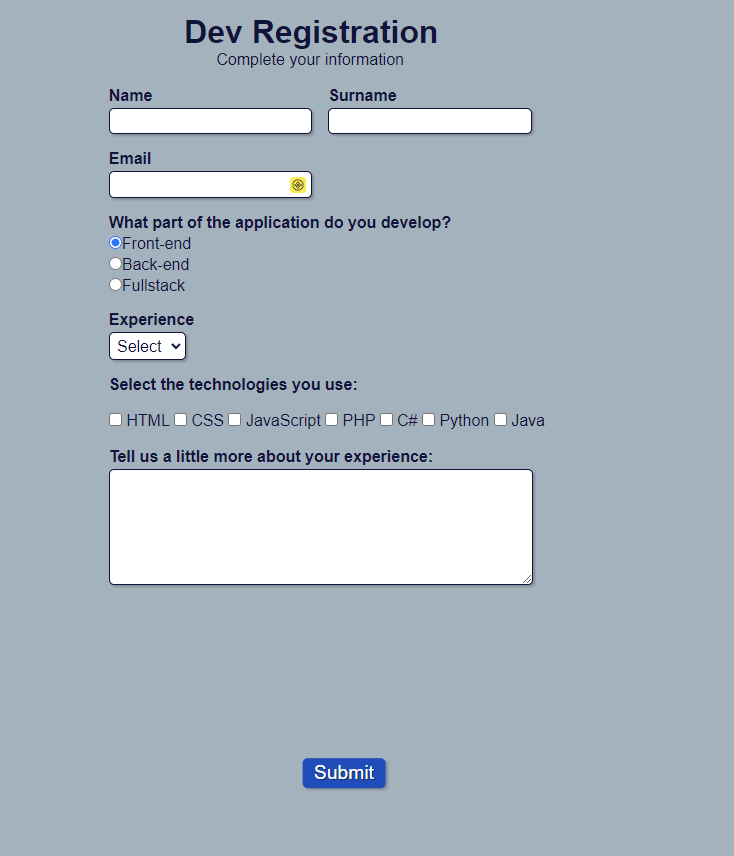 Dev Registration
Complete your information
Name Surname
Email
What part of the application do you develop?
Front-end
Back-end
Fullstack
Experience
Select
Select the technologies you use:
HTML CSS JavaScript PHP C# Python Java
Tell us a little more about your experience:
Submit